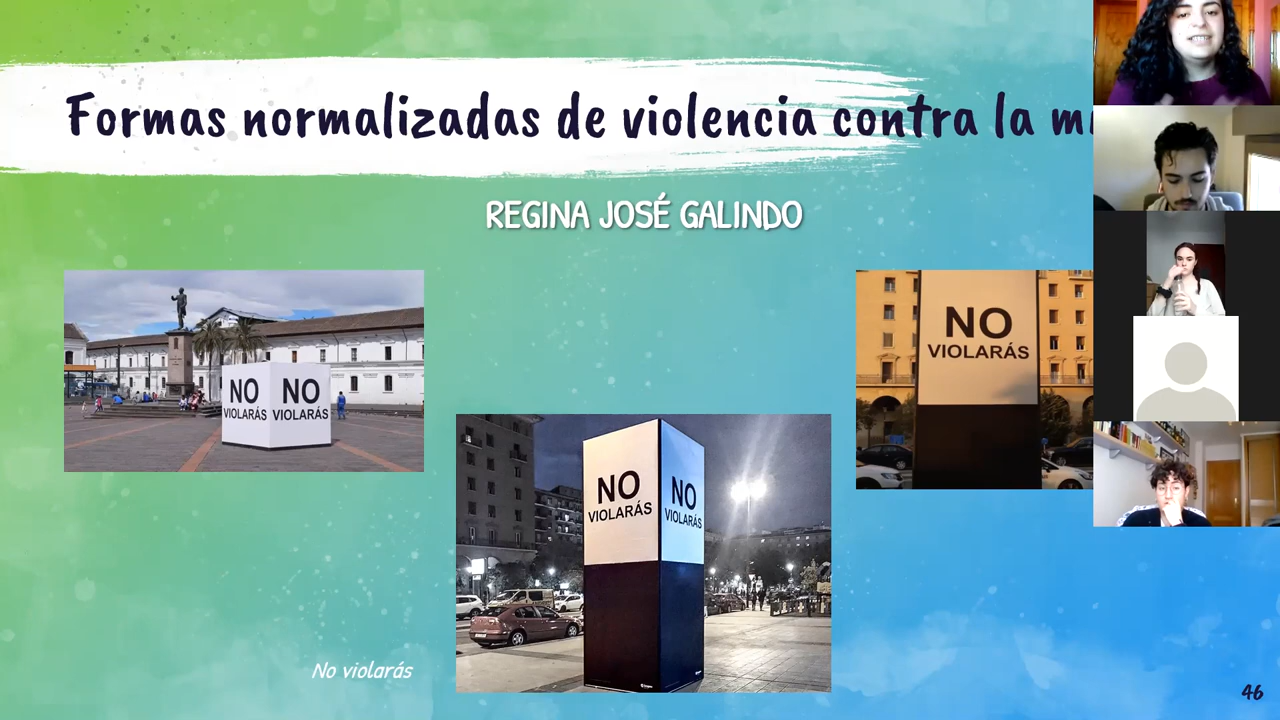 Formas normalizadas de violencia contra la
REGINA JOSÉ GALINDO
NO NO
VIOLARÁS VIOLARÁS
NO
VIOLARÁS
NO NO
VIOLARÁS VIOLARÁS
No violarás
46